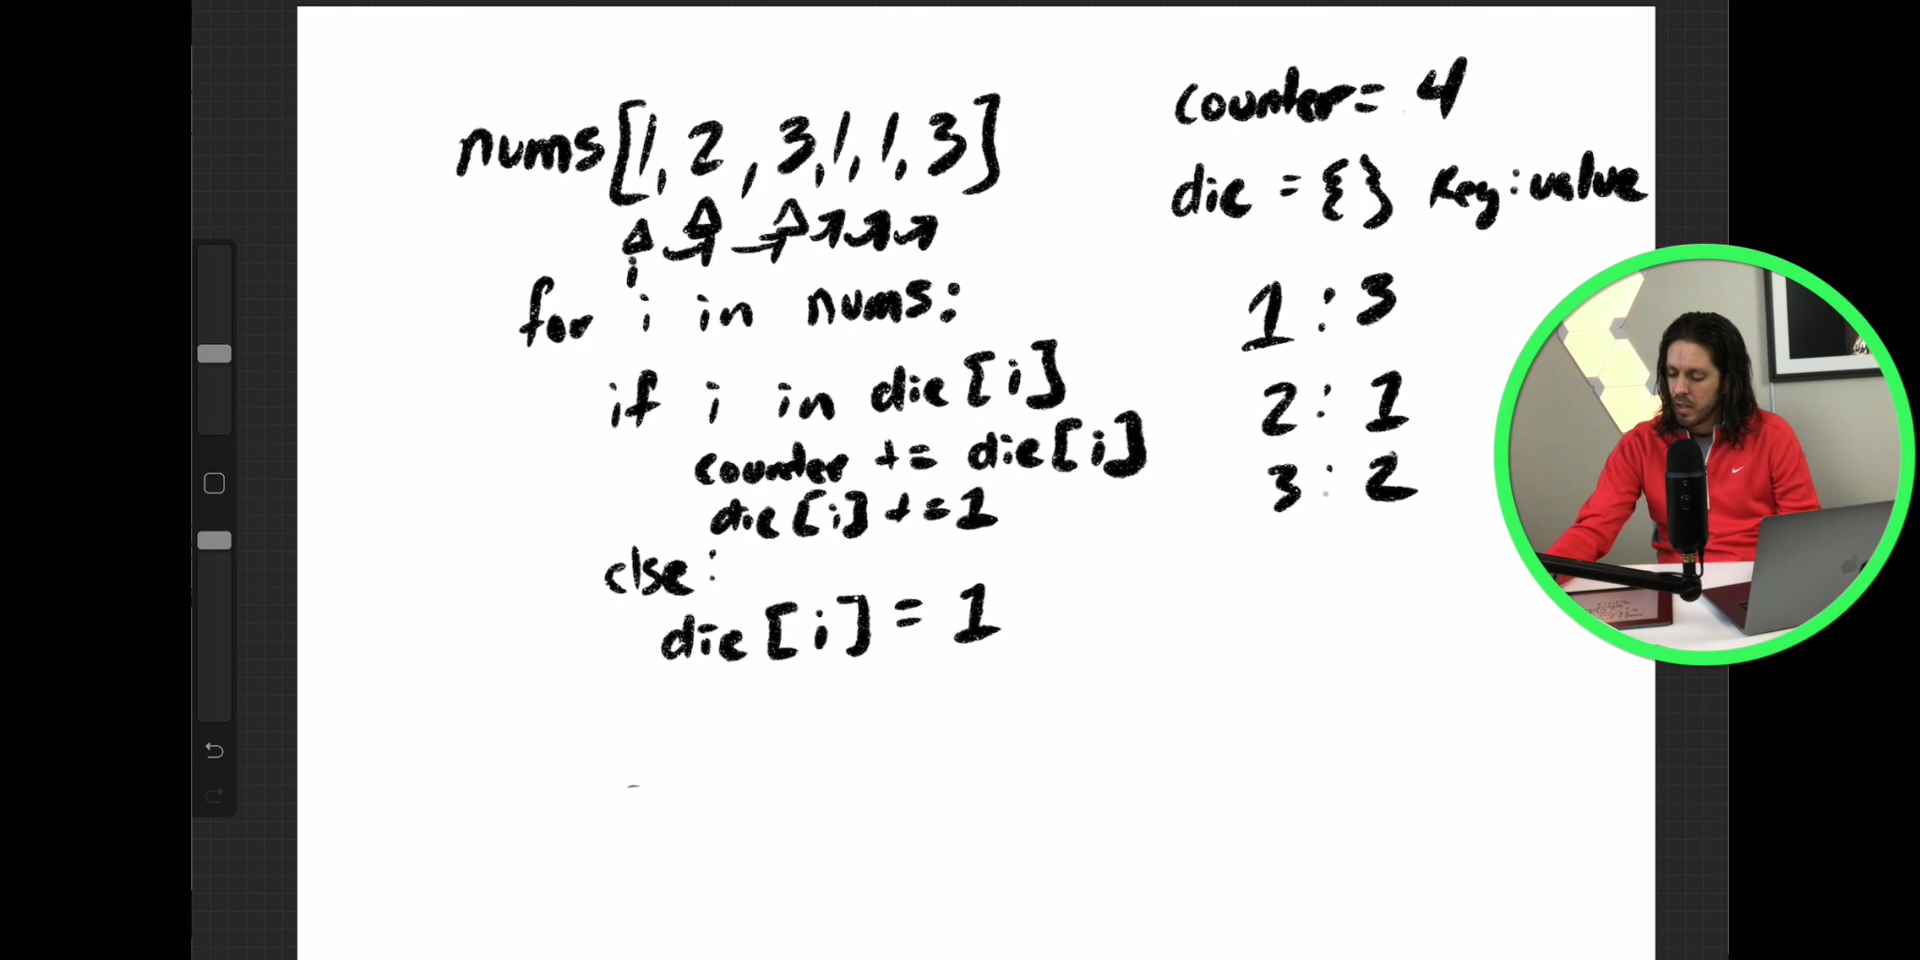 nums[1, 2, 3, 1, 1, 3]
i
for i in nums:
if i in dic[i]
counter += dic[i]
dic[i] += 1
else:
dic[i] = 1
counter = 4
dic = {} Key:value
1 : 3
2 : 1
3 : 2